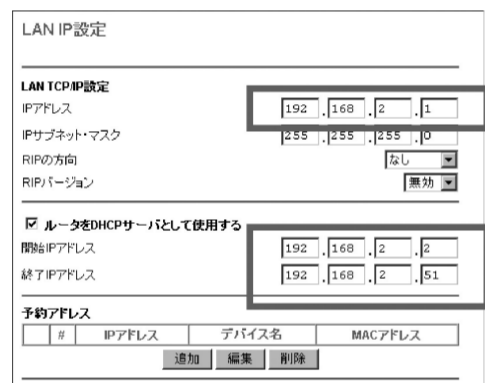 LAN IP設定
LAN TCP/IP設定
IPアドレス 192 . 168 . 2 . 1
IPサブネット・マスク 255 . 255 . 255 . 0
RIPの方向 なし
RIPバージョン 無効
ルータをDHCPサーバとして使用する
開始IPアドレス 192 . 168 . 2 . 2
終了IPアドレス 192 . 168 . 2 . 51
予約アドレス
# IPアドレス デバイス名 MACアドレス
追加 編集 削除